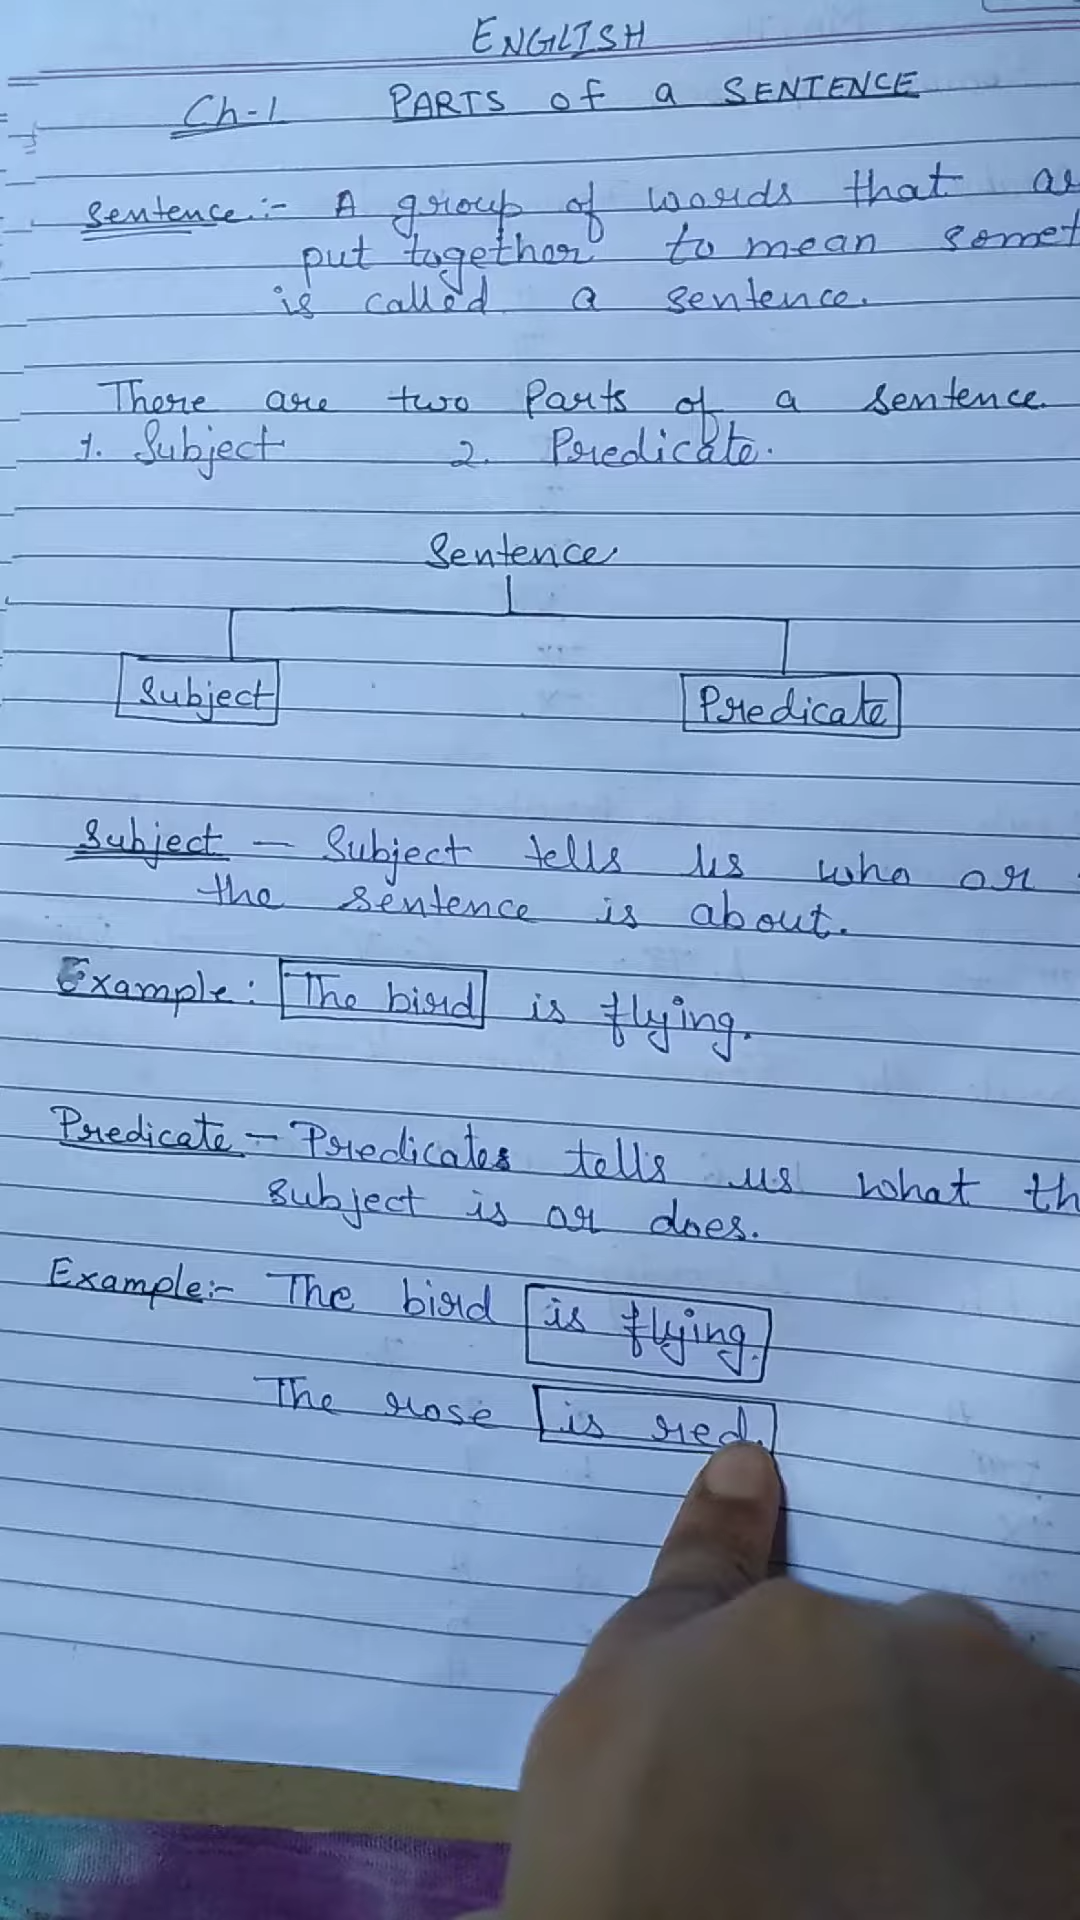 ENGLISH
Ch-1 PARTS of a SENTENCE
Sentence:- A group of words that
put together to mean
is called a sentence.
There are two Parts of a sentence.
1. Subject 2. Predicate.
Sentence
Subject Predicate
Subject - Subject tells us who or
the sentence is about.
Example: The bird is flying.
Predicate - Predicates tells us what
subject is or does.
Example:- The bird is flying.
The rose is red.